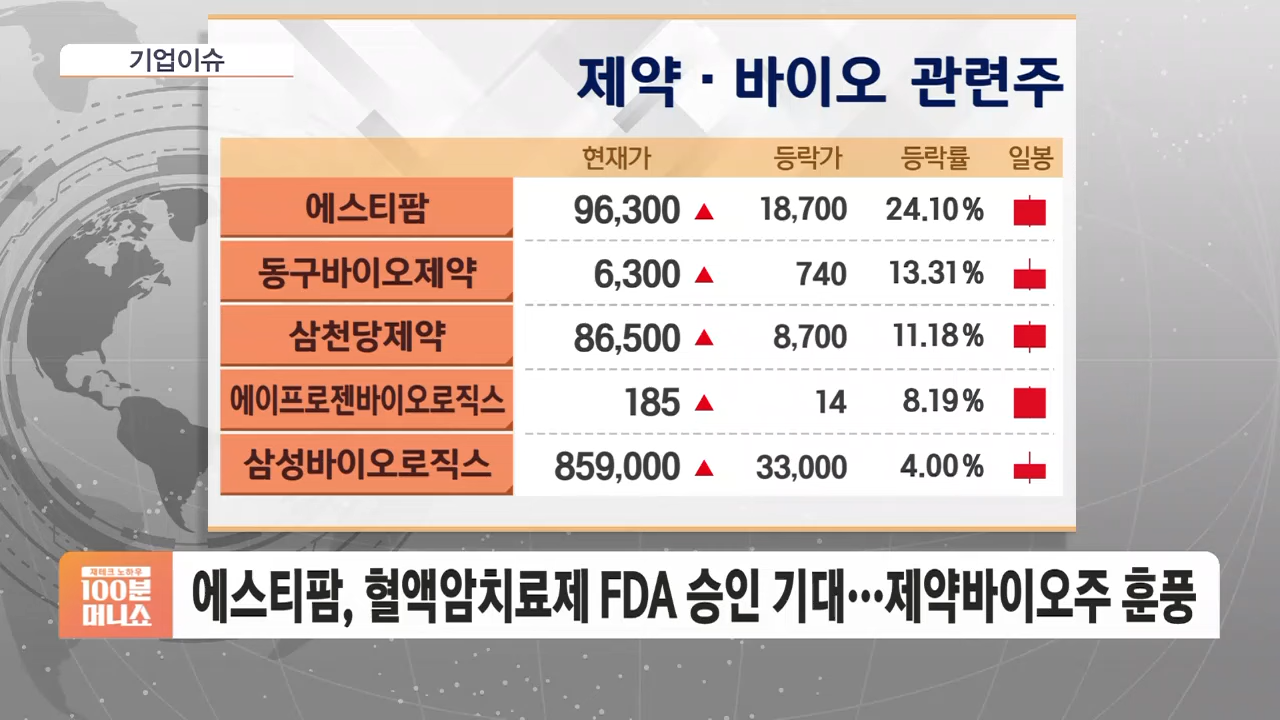 기업이슈
제약·바이오 관련주
현재가 등락가 등락률 일봉
에스티팜 96,300 ▲ 18,700 24.10%
동구바이오제약 6,300 ▲ 740 13.31%
삼천당제약 86,500 ▲ 8,700 11.18%
에이프로젠바이오로직스 185 ▲ 14 8.19%
삼성바이오로직스 859,000 ▲ 33,000 4.00%
재테크 노하우
100분
머니쇼
에스티팜, 혈액암치료제 FDA 승인 기대…제약바이오주 훈풍